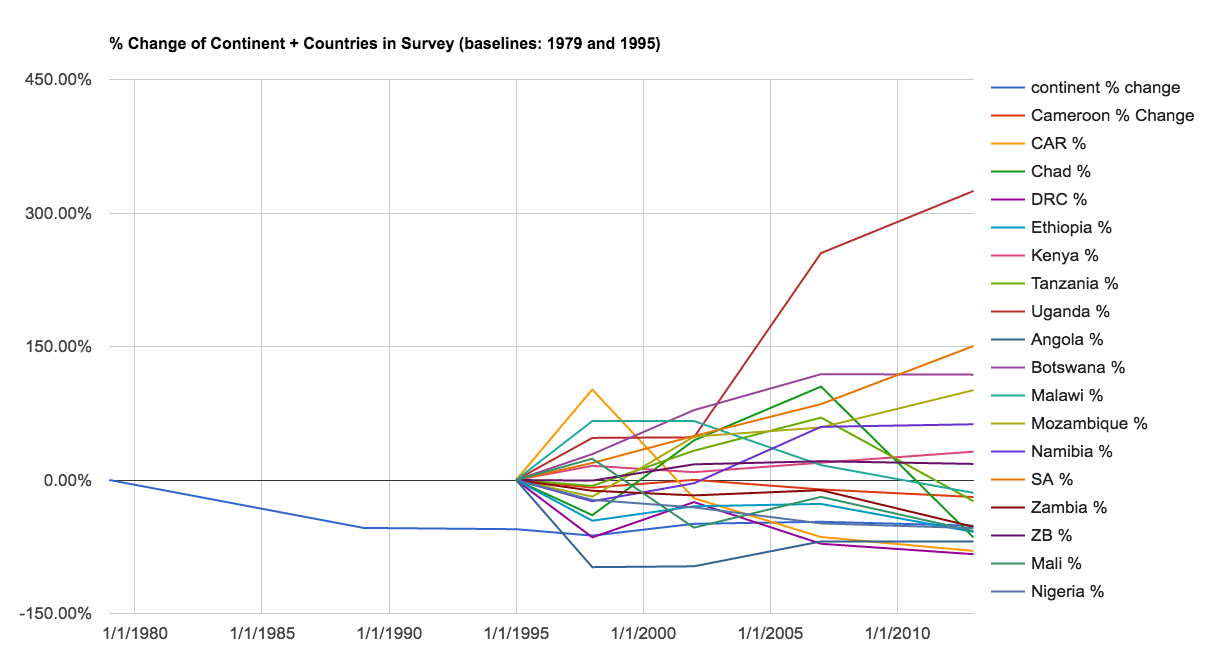 % Change of Continent + Countries in Survey (baselines: 1979 and 1995)
450.00%
300.00%
150.00%
0.00%
-150.00%
1/1/1980
1/1/1985
1/1/1990
1/1/1995
1/1/2000
1/1/2005
1/1/2010
continent % change
Cameroon % Change
CAR %
Chad %
DRC %
Ethiopia %
Kenya %
Tanzania %
Uganda %
Angola %
Botswana %
Malawi %
Mozambique %
Namibia %
SA %
Zambia %
ZB %
Mali %
Nigeria %